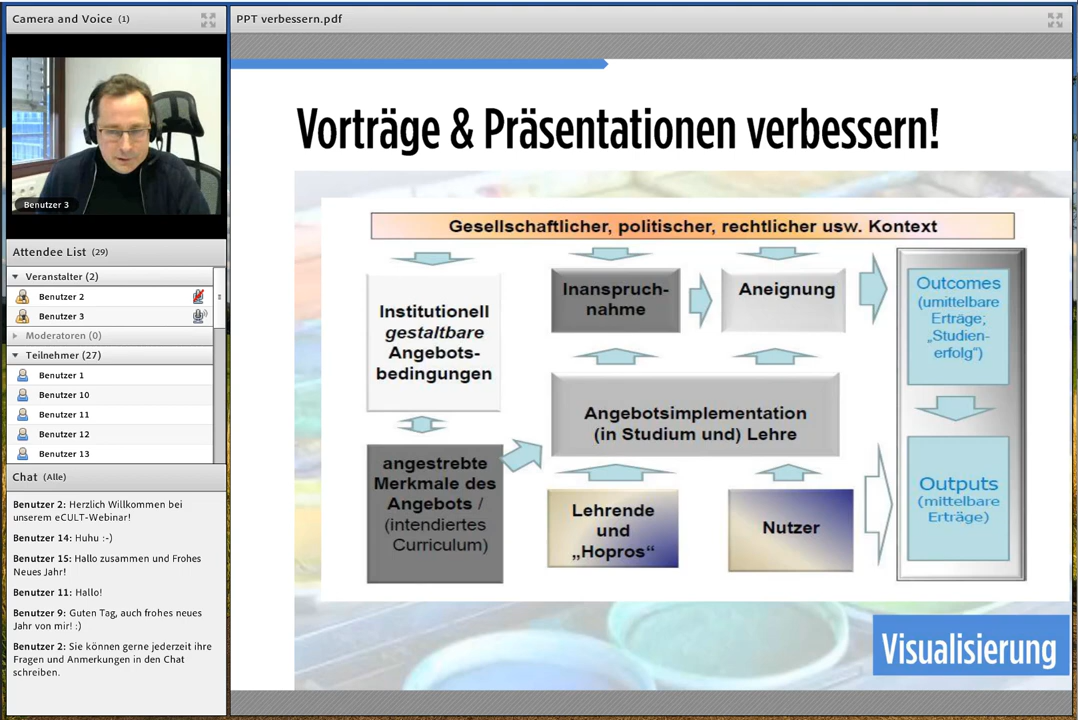 Camera and Voice (1)
Benutzer 3
Attendee List (29)
Veranstalter (2)
Benutzer 2
Benutzer 3
Moderatoren (0)
Teilnehmer (27)
Benutzer 1
Benutzer 10
Benutzer 11
Benutzer 12
Benutzer 13
Chat (Alle)
Benutzer 2: Herzlich Willkommen bei
unserem eCULT-Webinar!
Benutzer 14: Huhu :-)
Benutzer 15: Hallo zusammen und Frohes
Neues Jahr!
Benutzer 11: Hallo!
Benutzer 9: Guten Tag, auch frohes neues
Jahr von mir! :)
Benutzer 2: Sie können gerne jederzeit ihre
Fragen und Anmerkungen in den Chat
schreiben.
PPT verbessern.pdf
Vorträge & Präsentationen verbessern!
Gesellschaftlicher, politischer, rechtlicher usw. Kontext
Institutionell
gestaltbare
Angebots-
bedingungen
Inanspruch-
nahme
Aneignung
Outcomes
(umittelbare
Erträge;
„Studien-
erfolg“)
Angebotsimplementation
(in Studium und) Lehre
angestrebte
Merkmale des
Angebots /
(intendiertes
Curriculum)
Lehrende
und
„Hopros“
Nutzer
Outputs
(mittelbare
Erträge)
Visualisierung